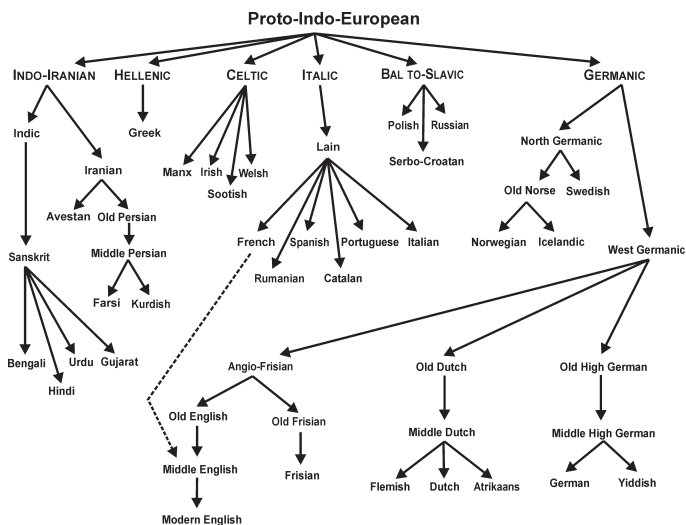 Proto-Indo-European
INDO-IRANIAN HELLENIC CELTIC ITALIC BAL TO-SLAVIC GERMANIC
Indic Greek Polish Russian
Lain North Germanic
Iranian Manx Irish Welsh Serbo-Croatan
Sootish Old Norse Swedish
Avestan Old Persian
French Spanish Portuguese Italian Norwegian Icelandic
Sanskrit Middle Persian West Germanic
Rumanian Catalan
Farsi Kurdish
Bengali Urdu Gujarat Angio-Frisian Old Dutch Old High German
Hindi
Old English Old Frisian
Middle Dutch Middle High German
Middle English Frisian
Flemish Dutch Atrikaans German Yiddish
Modern English